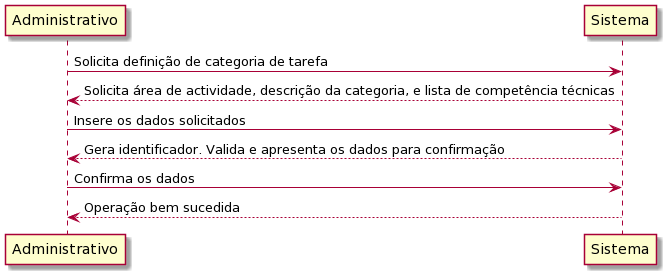 Administrativo
Sistema
Solicita definição de categoria de tarefa
Solicita área de actividade, descrição da categoria, e lista de competência técnicas
Insere os dados solicitados
Gera identificador. Valida e apresenta os dados para confirmação
Confirma os dados
Operação bem sucedida
Administrativo
Sistema